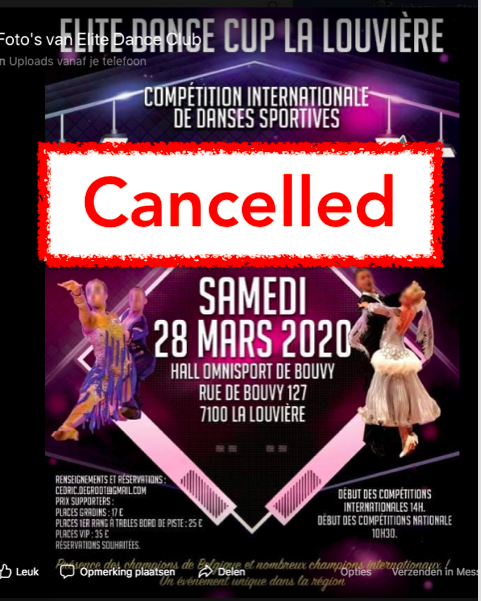 ELITE DANSE CUP LA LOUVIÈRE
Foto's van Elite Dance Club
n Uploads vanaf je telefoon
COMPÉTITION INTERNATIONALE
DE DANSES SPORTIVES
Cancelled
SAMEDI
28 MARS 2020
HALL OMNISPORT DE BOUVY
RUE DE BOUVY 127
7100 LA LOUVIÈRE
RENSEIGNEMENTS ET RÉSERVATIONS :
CEDRIC.DEGROOT1@GMAIL.COM
PRIX SUPPORTERS :
PLACES GRADINS : 17 €
PLACES 1ER RANG À TABLES BORD DE PISTE : 25 €
PLACES VIP : 35 €
RÉSERVATIONS SOUHAITÉES.
DÉBUT DES COMPÉTITIONS
INTERNATIONALES 14H.
DÉBUT DES COMPÉTITIONS NATIONALE
10H30.
Présence des champions de Belgique et nombreux champions internationaux !
Un événement unique dans la région
Leuk
Opmerking plaatsen
Delen
Opties
Verzenden in Mess